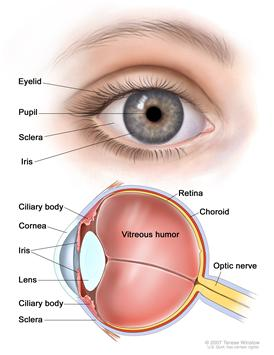 Eyelid
Pupil
Sclera
Iris
Retina
Choroid
Ciliary body
Cornea
Vitreous humor
Iris
Optic nerve
Lens
Ciliary body
Sclera
© 2007 Terese Winslow
U.S. Govt. has certain rights